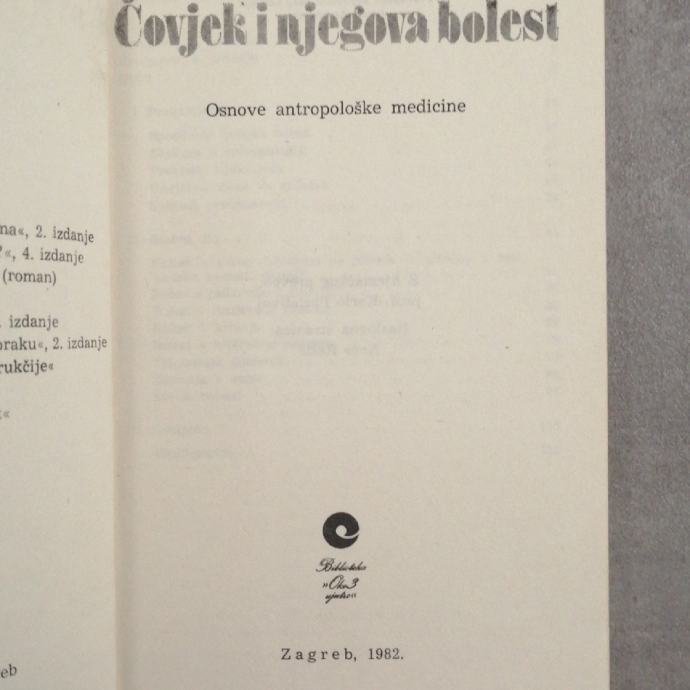 na«, 2. izdanje
?«, 4. izdanje
(roman)
. izdanje
oraku«, 2. izdanje
rukčije«
«
eb
Čovjek i njegova bolest
Osnove antropološke medicine
Biblioteka
»Oko 3
ujutro«
Zagreb, 1982.